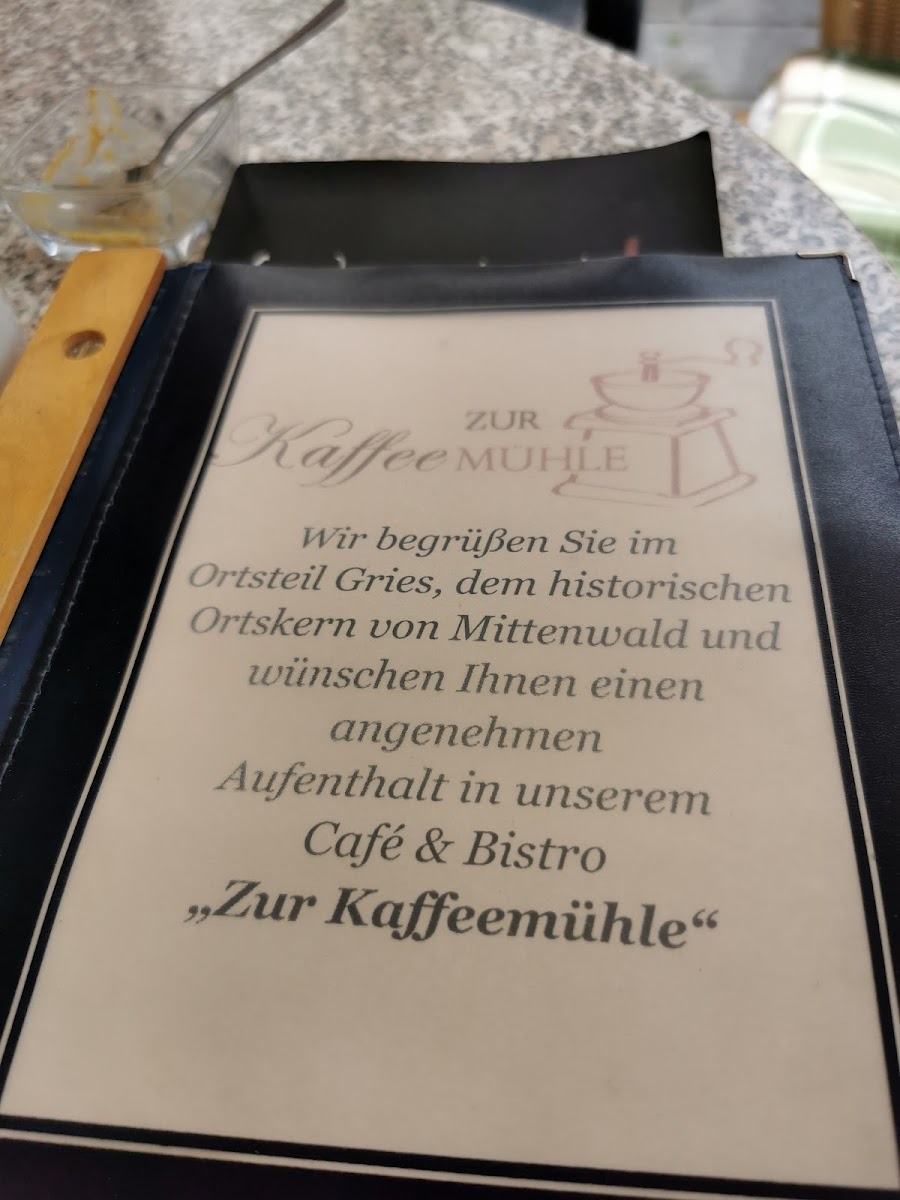 ZUR
Kaffee MÜHLE
Wir begrüßen Sie im
Ortsteil Gries, dem historischen
Ortskern von Mittenwald und
wünschen Ihnen einen
angenehmen
Aufenthalt in unserem
Café & Bistro
„Zur Kaffeemühle“